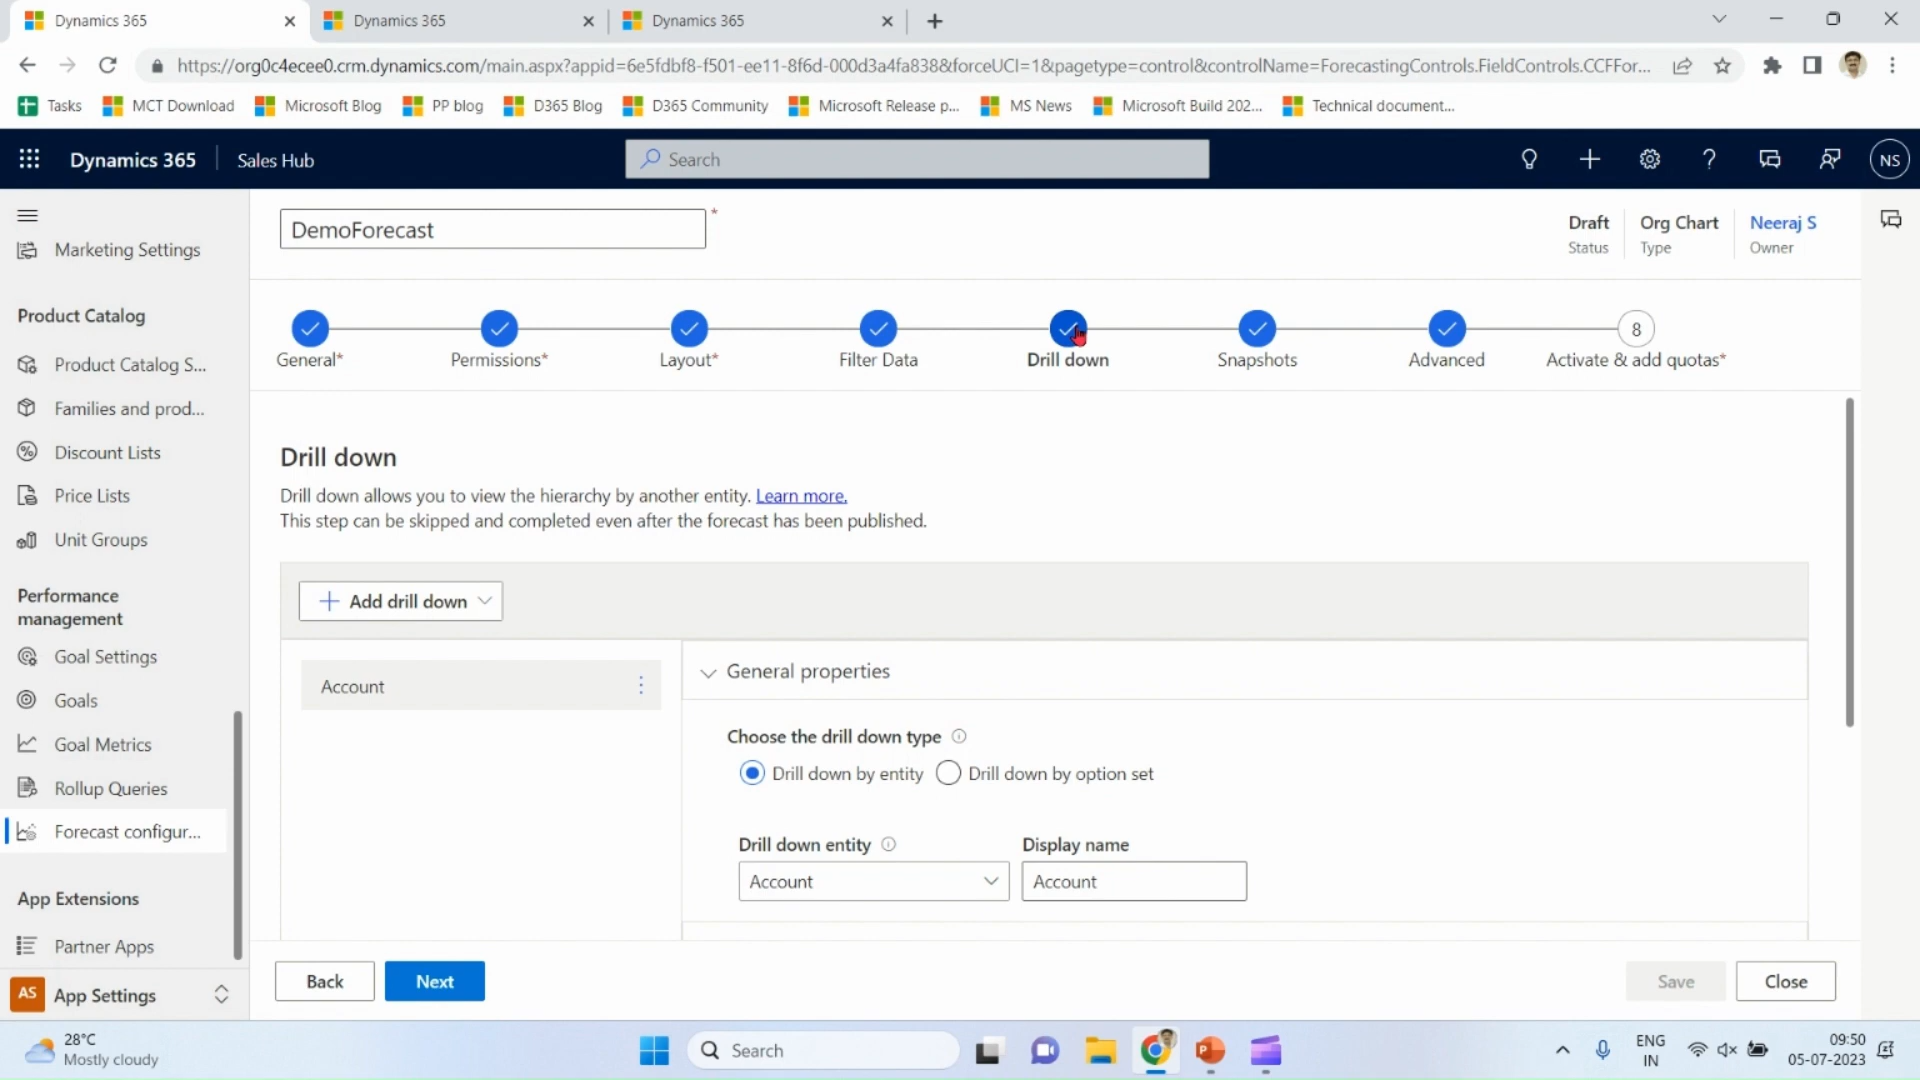 Dynamics 365
Dynamics 365
Dynamics 365
https://org0c4ecee0.crm.dynamics.com/main.aspx?appid=6e5fdbf8-f501-ee11-8f6d-000d3a4fa838&forceUCI=1&pagetype=control&controlName=ForecastingControls.FieldControls.CCFFor...
Tasks
MCT Download
Microsoft Blog
PP blog
D365 Blog
D365 Community
Microsoft Release p...
MS News
Microsoft Build 202...
Technical document...
Dynamics 365
Sales Hub
Search
NS
Marketing Settings
Product Catalog
Product Catalog S...
Families and prod...
Discount Lists
Price Lists
Unit Groups
Performance
management
Goal Settings
Goals
Goal Metrics
Rollup Queries
Forecast configur...
App Extensions
Partner Apps
AS App Settings
DemoForecast *
Draft
Status
Org Chart
Type
Neeraj S
Owner
General*
Permissions*
Layout*
Filter Data
Drill down
Snapshots
Advanced
8
Activate & add quotas*
Drill down
Drill down allows you to view the hierarchy by another entity. Learn more.
This step can be skipped and completed even after the forecast has been published.
Add drill down
Account
General properties
Choose the drill down type
Drill down by entity
Drill down by option set
Drill down entity
Account
Display name
Account
Back
Next
Save
Close
28°C
Mostly cloudy
Search
ENG
IN
09:50
05-07-2023